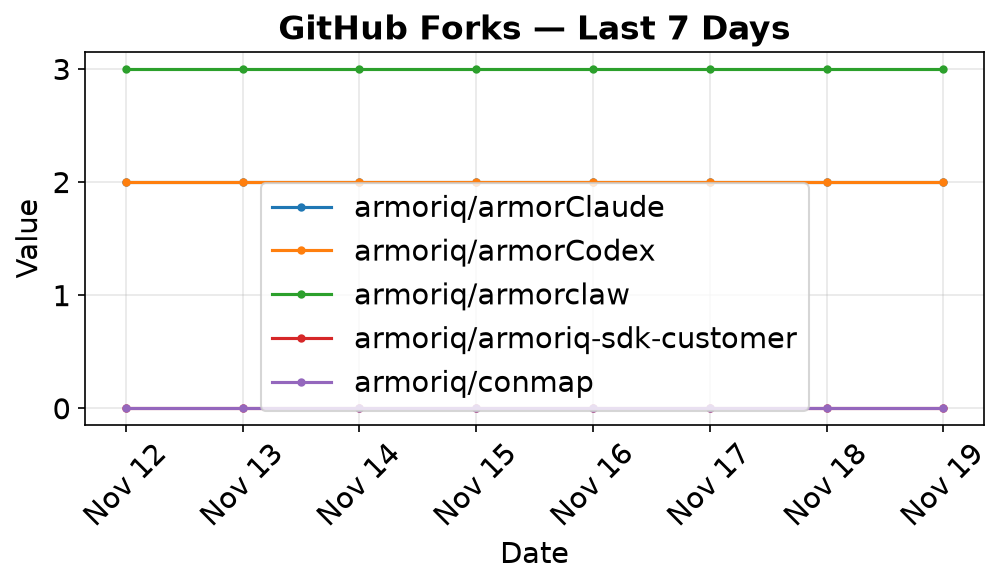 GitHub Forks — Last 7 Days
3
2
1
0
Value
armoriq/armorClaude
armoriq/armorCodex
armoriq/armorclaw
armoriq/armoriq-sdk-customer
armoriq/conmap
Nov 12 Nov 13 Nov 14 Nov 15 Nov 16 Nov 17 Nov 18 Nov 19
Date